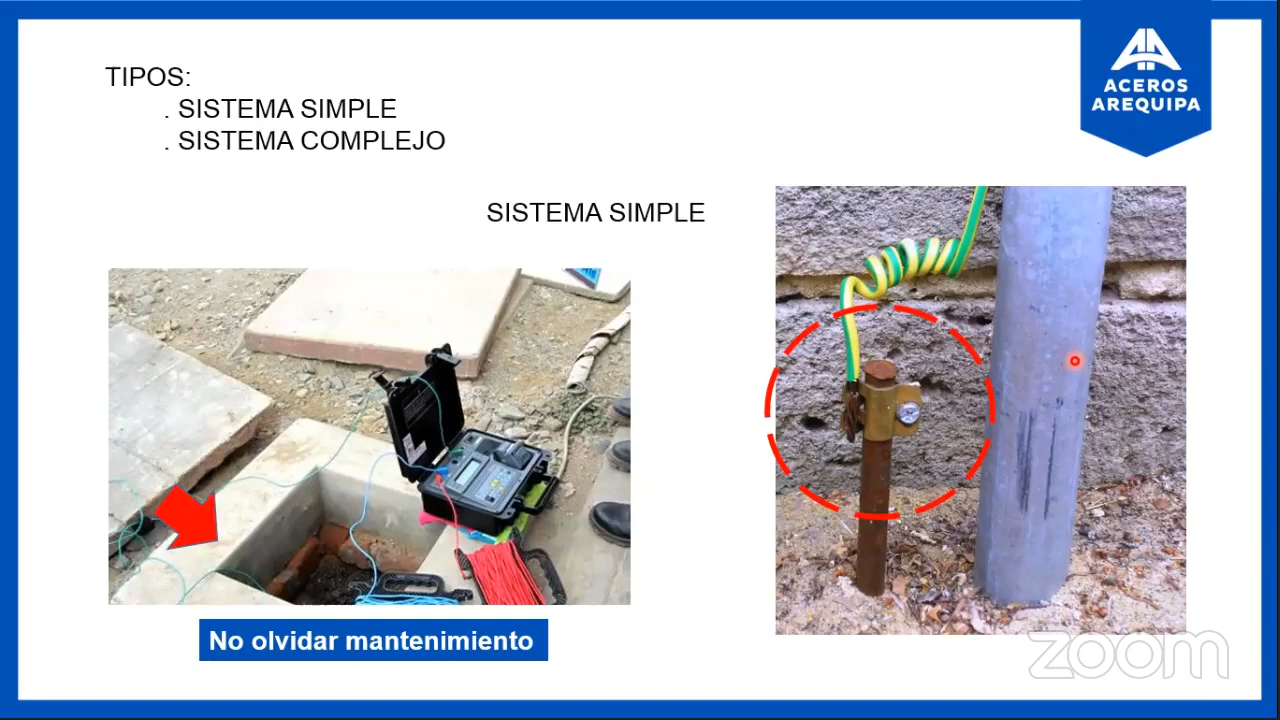 TIPOS:
. SISTEMA SIMPLE
. SISTEMA COMPLEJO
ACEROS
AREQUIPA
SISTEMA SIMPLE
No olvidar mantenimiento
zoom